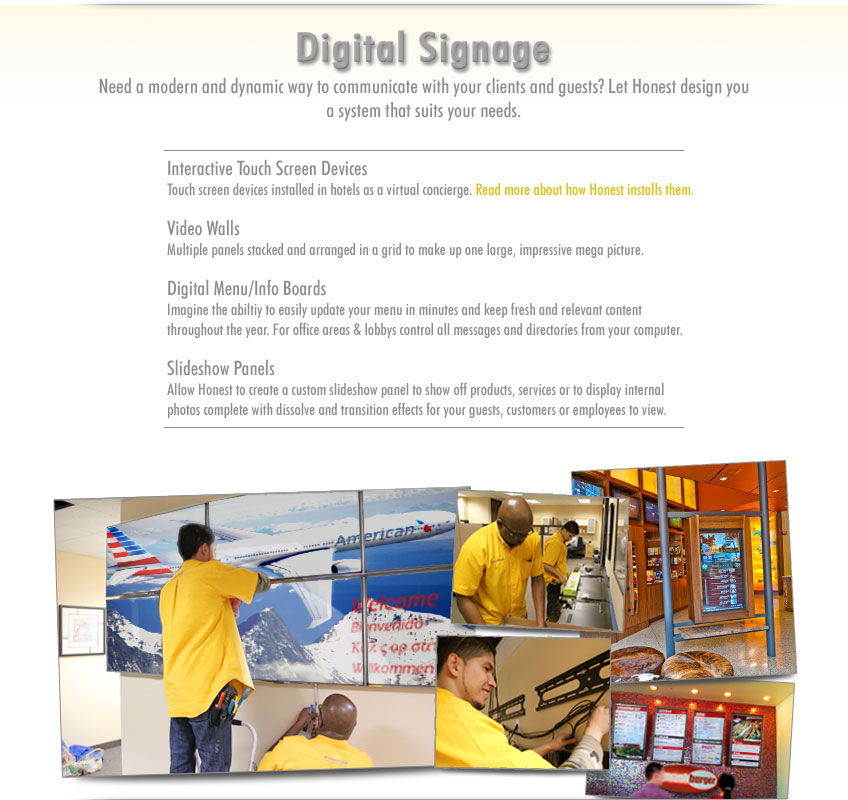 Digital Signage
Need a modern and dynamic way to communicate with your clients and guests? Let Honest design you
a system that suits your needs.
Interactive Touch Screen Devices
Touch screen devices installed in hotels as a virtual concierge. Read more about how Honest installs them.
Video Walls
Multiple panels stacked and arranged in a grid to make up one large, impressive mega picture.
Digital Menu/Info Boards
Imagine the abiltiy to easily update your menu in minutes and keep fresh and relevant content
throughout the year. For office areas & lobbys control all messages and directories from your computer.
Slideshow Panels
Allow Honest to create a custom slideshow panel to show off products, services or to display internal
photos complete with dissolve and transition effects for your guests, customers or employees to view.
American
Welcome
Bienvenido
Willkommen
burger